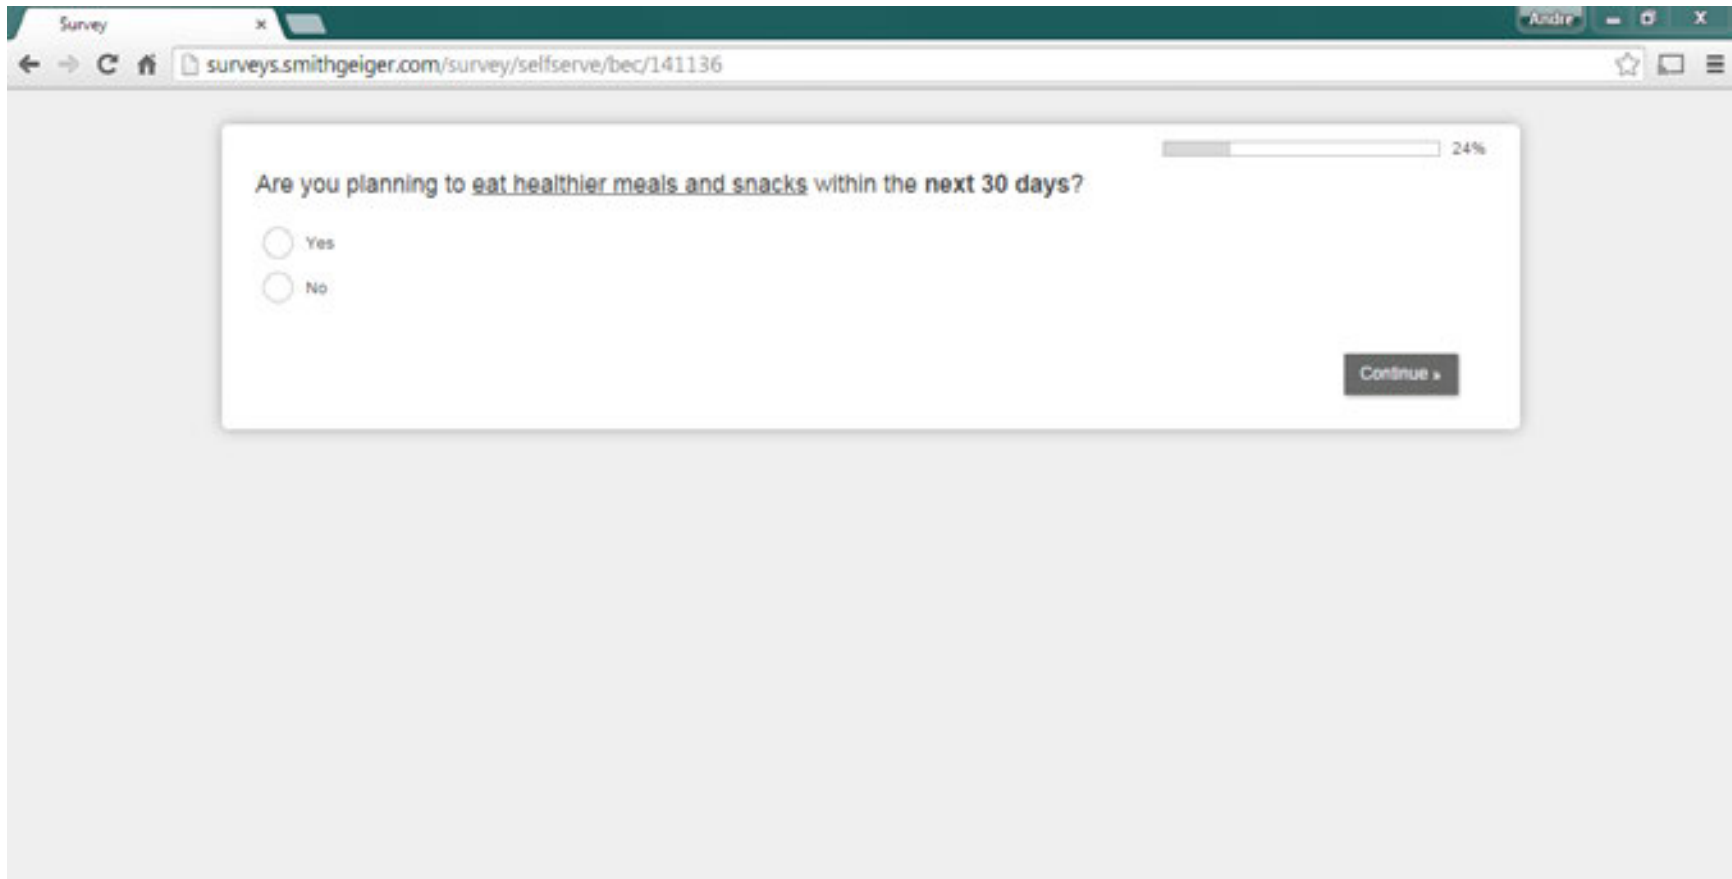 Survey
Andre
surveys.smithgeiger.com/survey/selfserve/bec/141136
24%
Are you planning to eat healthier meals and snacks within the next 30 days?
Yes
No
Continue »